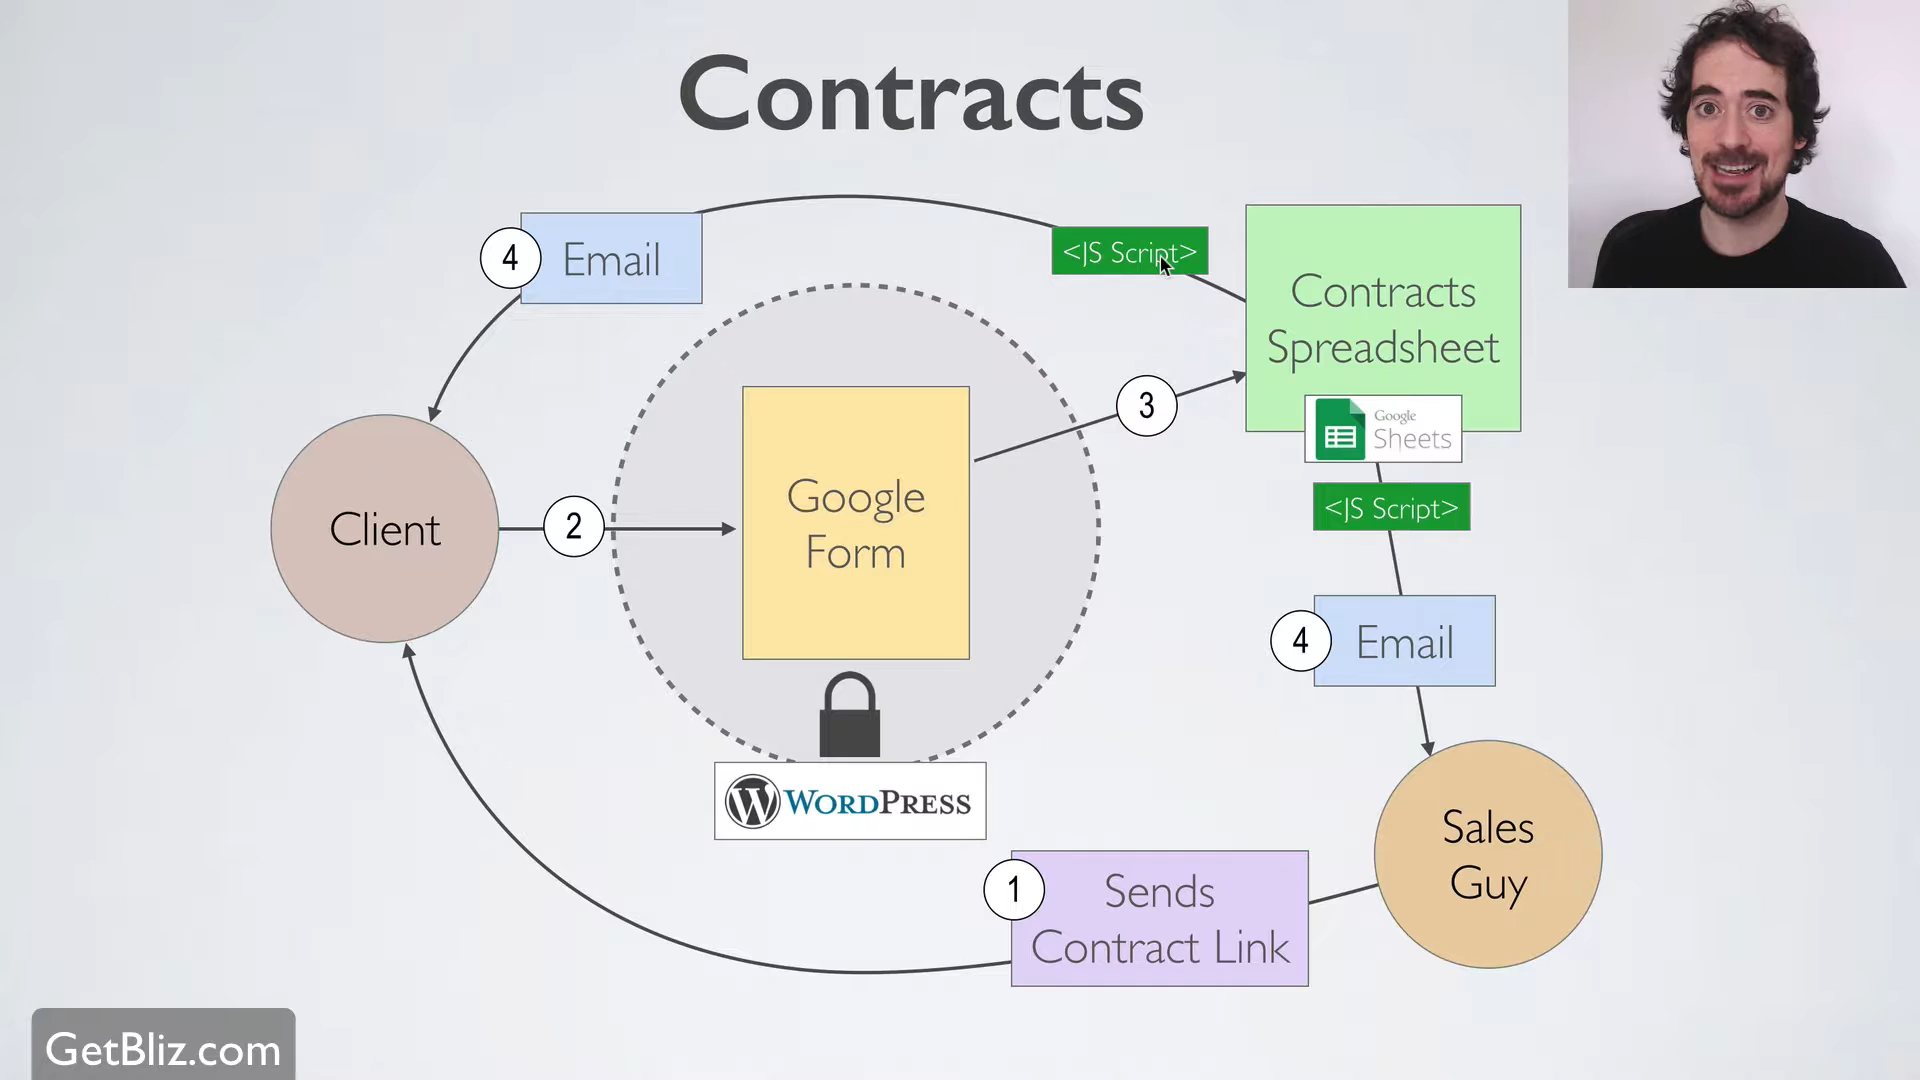 Contracts
4
Email
<JS Script>
Contracts
Spreadsheet
Google
Sheets
3
Client
2
Google
Form
<JS Script>
4
Email
W
WORDPRESS
Sales
Guy
1
Sends
Contract Link
GetBliz.com